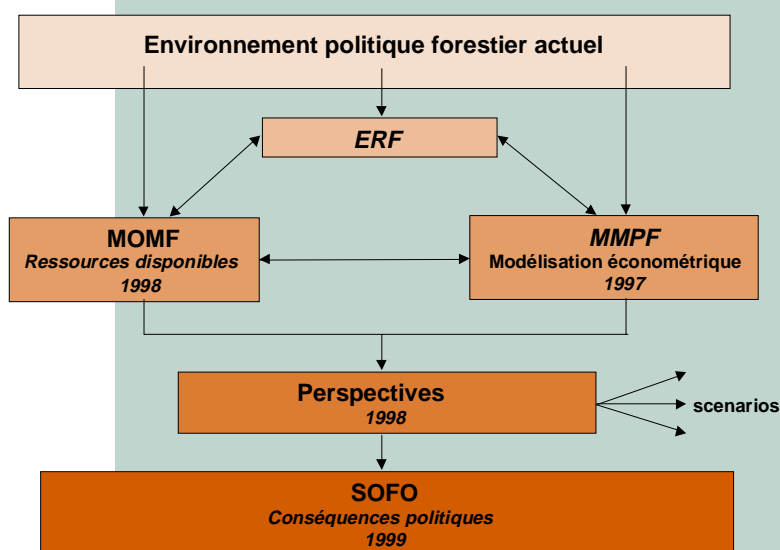 Environnement politique forestier actuel
ERF
MOMF
Ressources disponibles
1998
MMPF
Modélisation économétrique
1997
Perspectives
1998
scenarios
SOFO
Conséquences politiques
1999